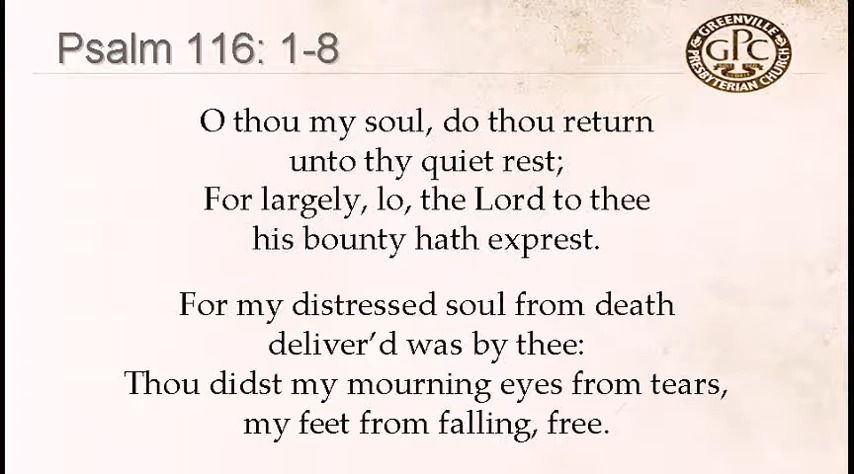 Psalm 116: 1-8
GREENVILLE
GPC
PRESBYTERIAN CHURCH
O thou my soul, do thou return
unto thy quiet rest;
For largely, lo, the Lord to thee
his bounty hath exprest.
For my distressed soul from death
deliver’d was by thee:
Thou didst my mourning eyes from tears,
my feet from falling, free.